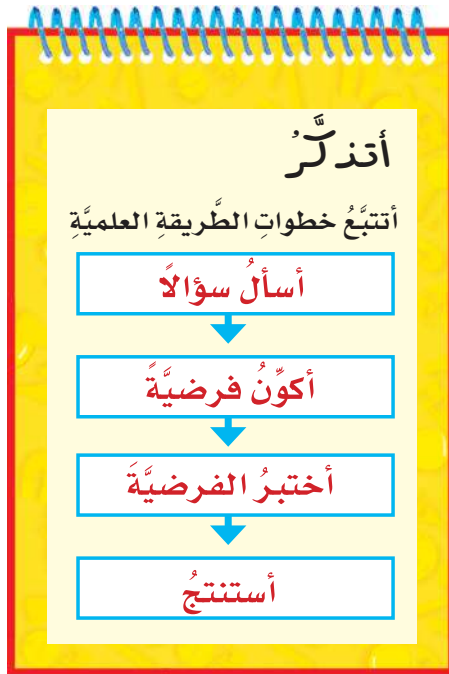 أتذكَّرُ
أتتبَّعُ خطواتِ الطَّريقةِ العلميَّةِ
أسألُ سؤالًا
أكوِّنُ فرضيَّةً
أختبرُ الفرضيَّةَ
أستنتجُ